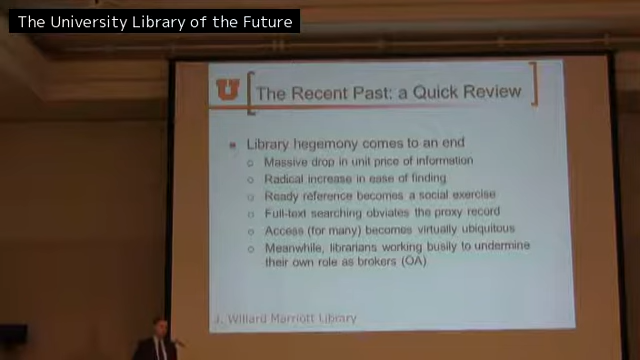 The University Library of the Future
U
The Recent Past: a Quick Review
Library hegemony comes to an end
Massive drop in unit price of information
Radical increase in ease of finding
Ready reference becomes a social exercise
Full-text searching obviates the proxy record
Access (for many) becomes virtually ubiquitous
Meanwhile, librarians working busily to undermine
their own role as brokers (OA)
J. Willard Marriott Library